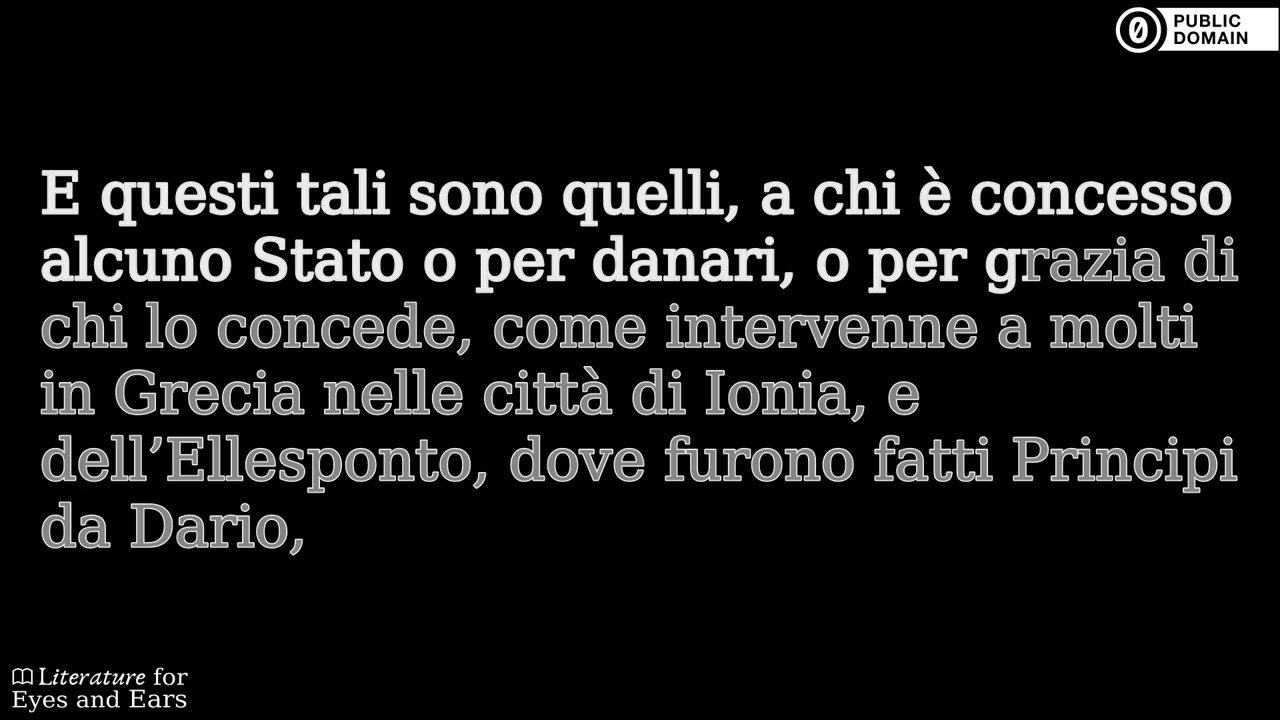 PUBLIC
DOMAIN
E questi tali sono quelli, a chi è concesso
alcuno Stato o per danari, o per grazia di
chi lo concede, come intervenne a molti
in Grecia nelle città di Ionia, e
dell’Ellesponto, dove furono fatti Principi
da Dario,
Literature for
Eyes and Ears